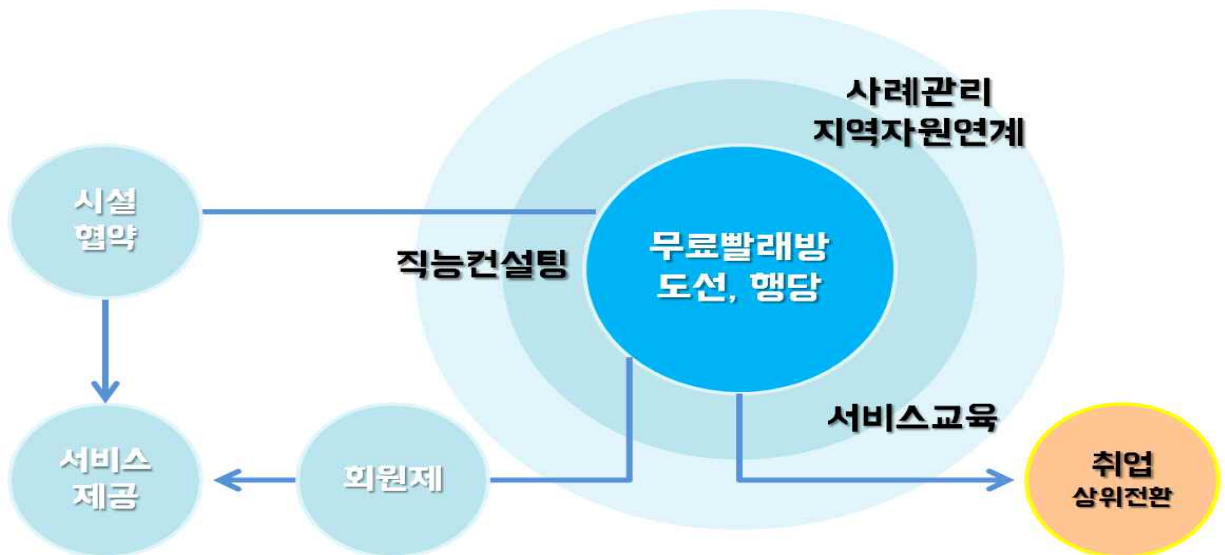 사례관리
지역자원연계
시설
협약
무료빨래방
도선, 행당
직능컨설팅
서비스교육
서비스
제공
회원제
취업
상위전환